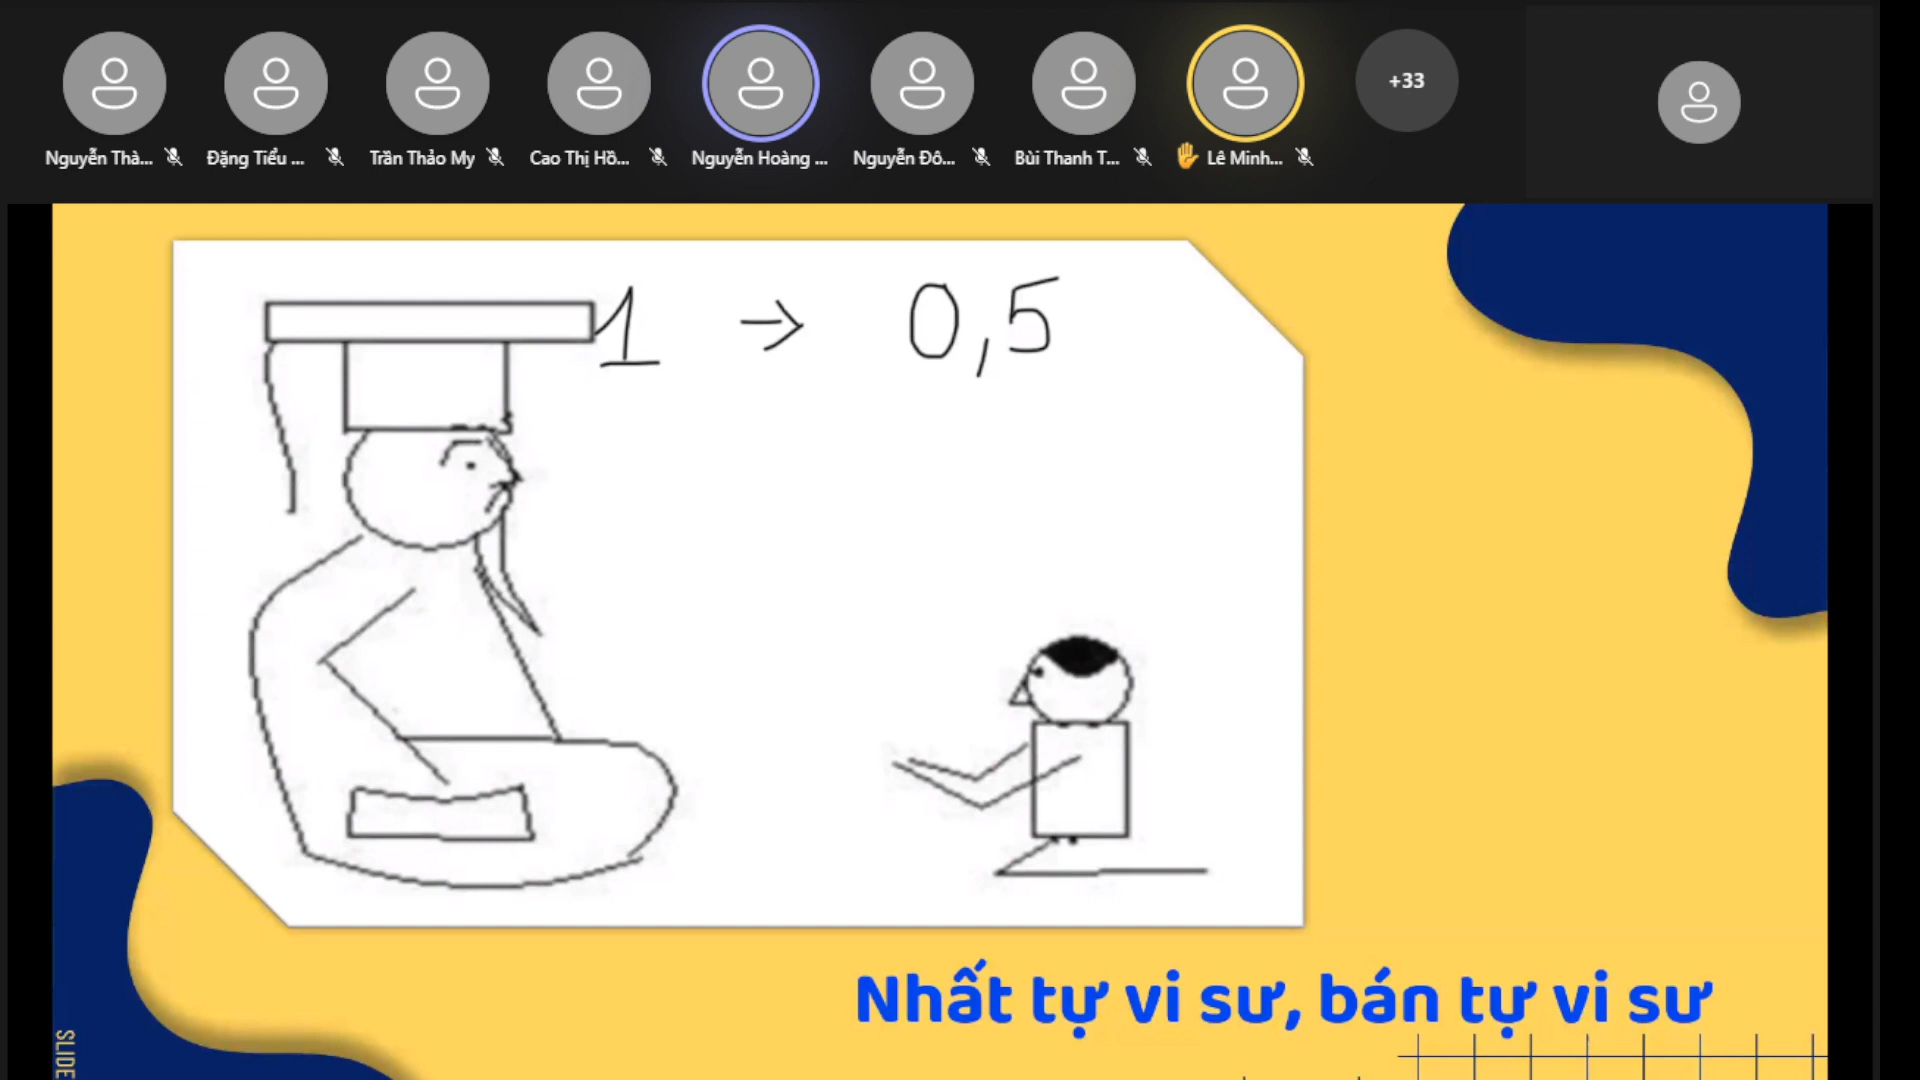 Nguyễn Thà... Đặng Tiểu ... Trần Thảo My Cao Thị Hồ... Nguyễn Hoàng ... Nguyễn Đô... Bùi Thanh T... Lê Minh... +33
1 → 0,5
Nhất tự vi sư, bán tự vi sư
SLIDE